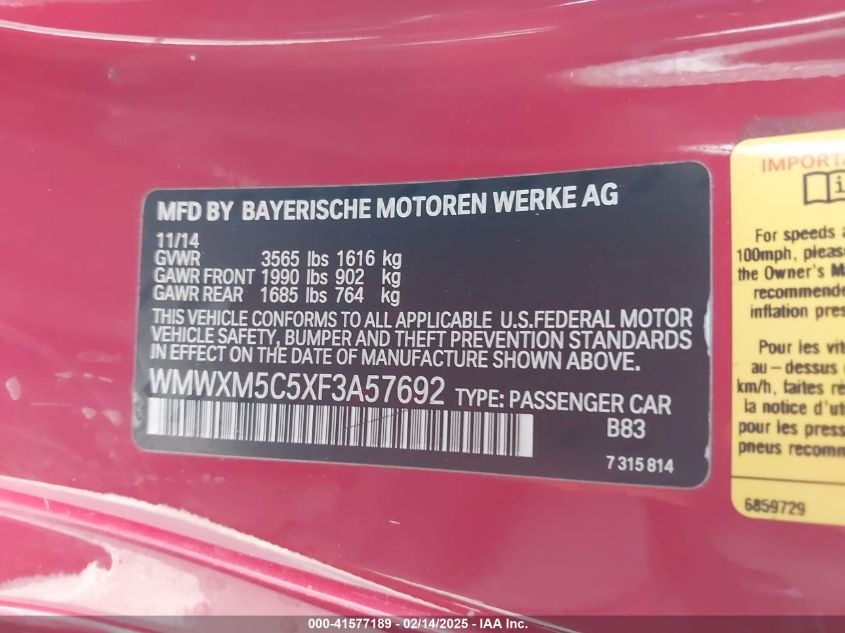 MFD BY BAYERISCHE MOTOREN WERKE AG
11/14
GVWR 3565 lbs 1616 kg
GAWR FRONT 1990 lbs 902 kg
GAWR REAR 1685 lbs 764 kg
THIS VEHICLE CONFORMS TO ALL APPLICABLE U.S.FEDERAL MOTOR
VEHICLE SAFETY, BUMPER AND THEFT PREVENTION STANDARDS
IN EFFECT ON THE DATE OF MANUFACTURE SHOWN ABOVE.
WMWXM5C5XF3A57692 TYPE: PASSENGER CAR
B83
7 315 814
For speeds
100mph,
the Owner's
inflation
Pour les
au-dessus
km/h, faites
la notice
pour les
pneus
6859729
000-41577189 - 02/14/2025 - IAA Inc.